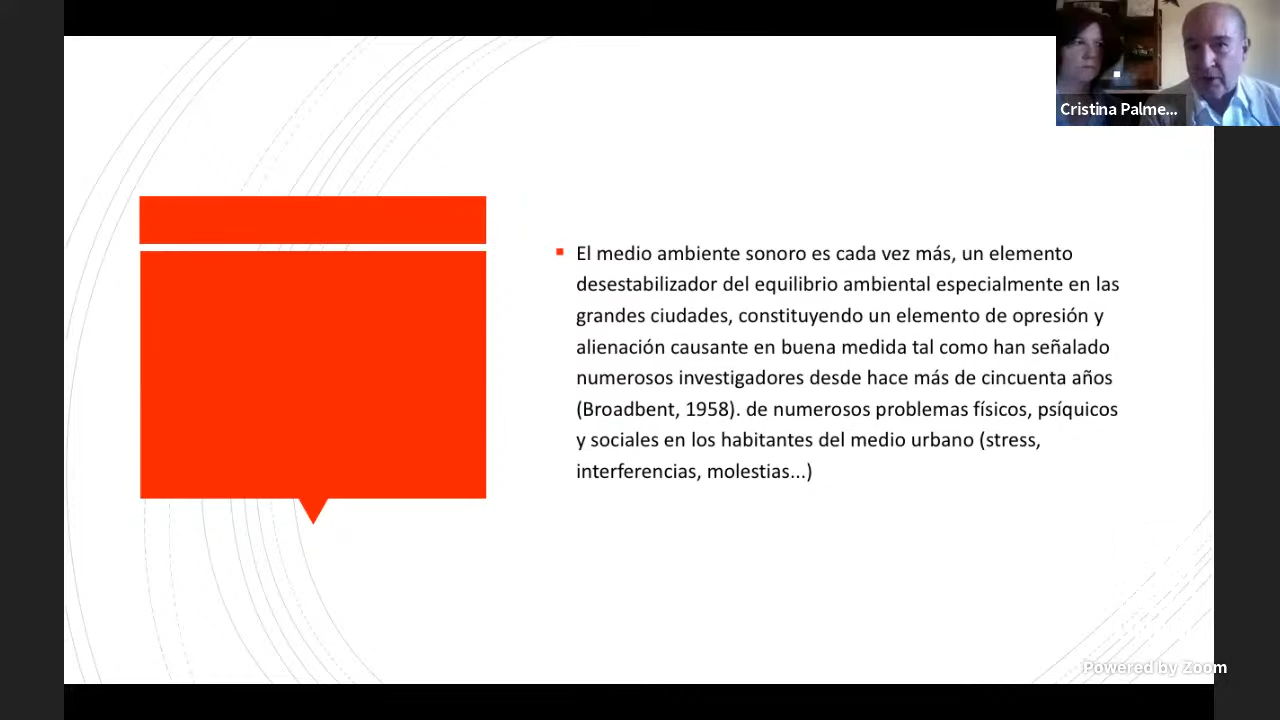 Cristina Palme...
El medio ambiente sonoro es cada vez más, un elemento
desestabilizador del equilibrio ambiental especialmente en las
grandes ciudades, constituyendo un elemento de opresión y
alienación causante en buena medida tal como han señalado
numerosos investigadores desde hace más de cincuenta años
(Broadbent, 1958). de numerosos problemas físicos, psíquicos
y sociales en los habitantes del medio urbano (stress,
interferencias, molestias...)
Powered by Zoom